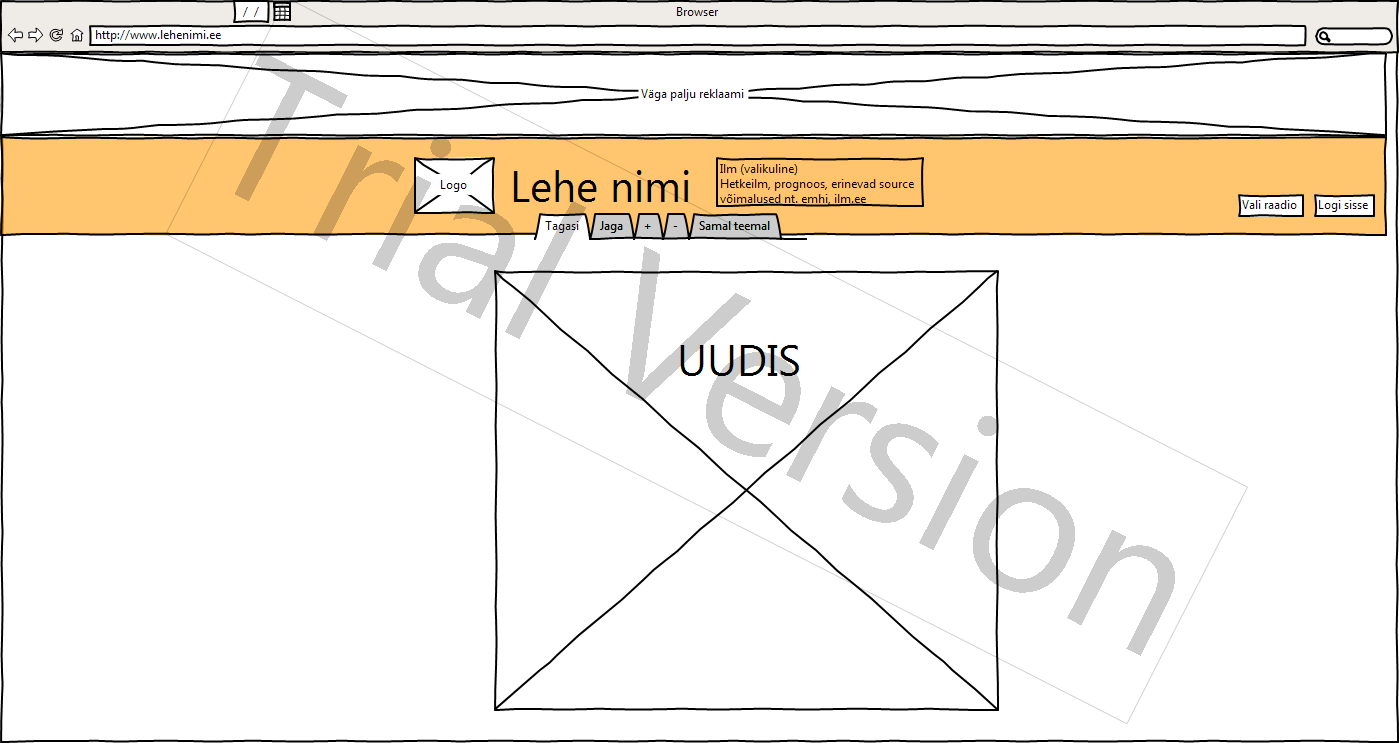 / /
Browser
http://www.lehenimi.ee
Väga palju reklaami
Logo
Lehe nimi
Ilm (valikuline)
Hetkeilm, prognoos, erinevad source
võimalused nt. emhi, ilm.ee
Vali raadio
Logi sisse
Tagasi
Jaga
+
-
Samal teemal
UUDIS
Trial Version